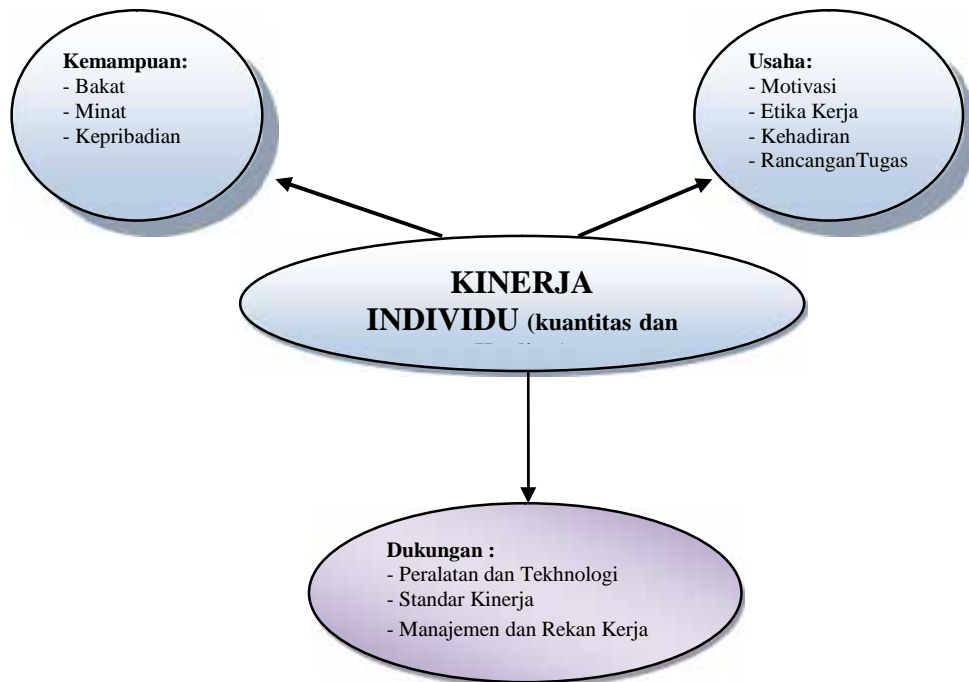 Kemampuan:
- Bakat
- Minat
- Kepribadian
Usaha:
- Motivasi
- Etika Kerja
- Kehadiran
- RancanganTugas
KINERJA
INDIVIDU (kuantitas dan
Dukungan :
- Peralatan dan Tekhnologi
- Standar Kinerja
- Manajemen dan Rekan Kerja